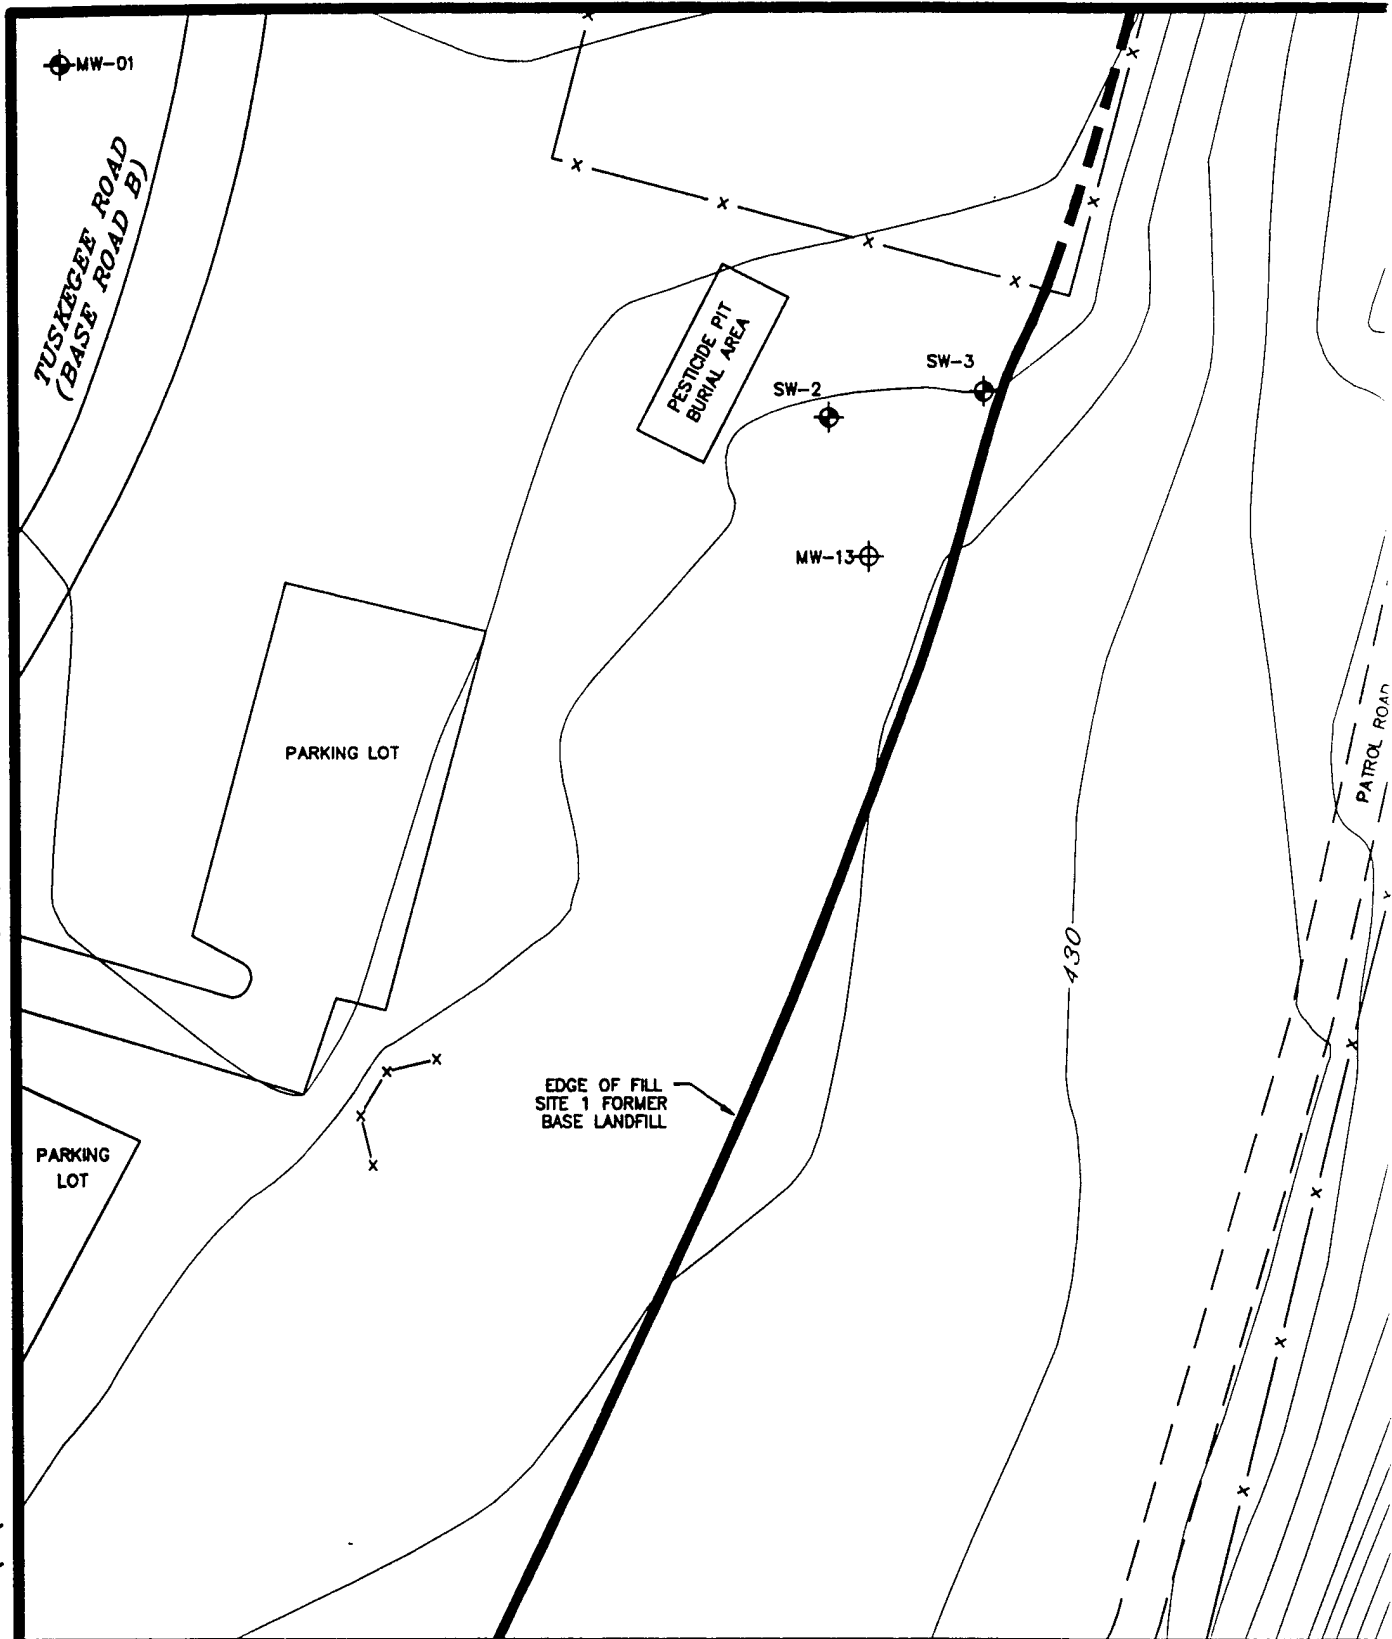 MW-01
TUSKEGEE ROAD
(BASE ROAD B)
PESTICIDE PIT
BURIAL AREA
SW-3
SW-2
MW-13
PARKING LOT
PATROL ROAD
430
EDGE OF FILL
SITE 1 FORMER
BASE LANDFILL
PARKING
LOT